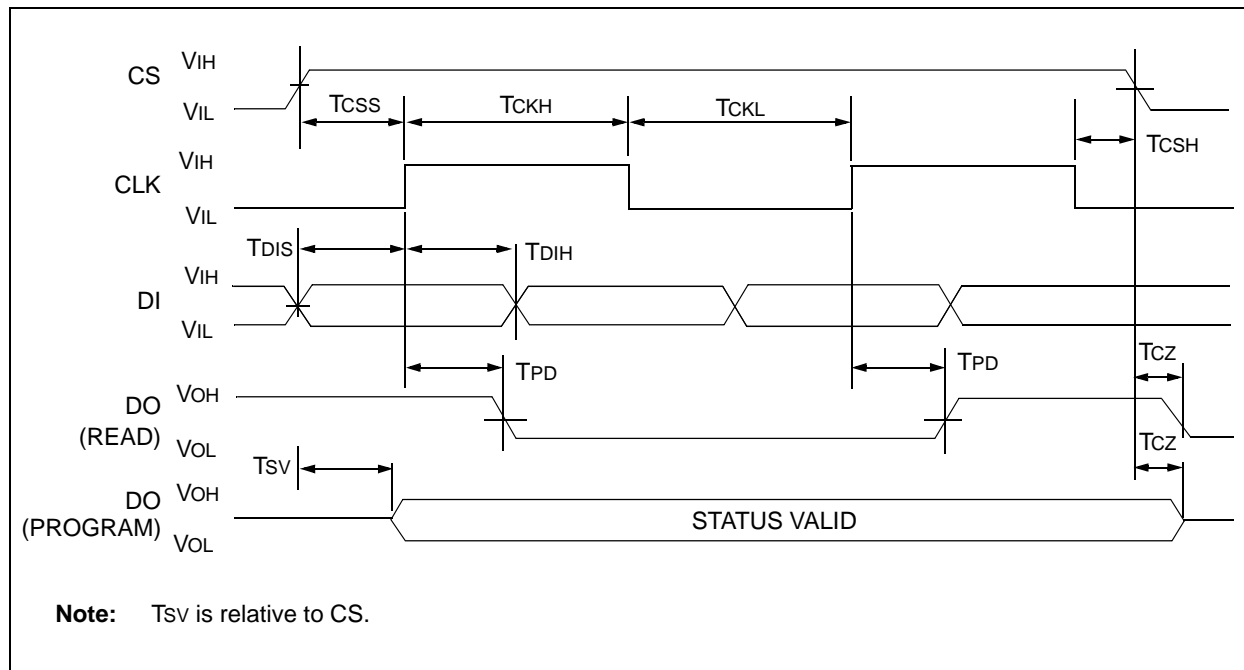 CS
VIH
VIL
TCSS
TCKH
TCKL
TCSH
CLK
VIH
VIL
TDIS
TDIH
DI
VIH
VIL
TPD
TPD
TCZ
DO
(READ)
VOH
VOL
TCZ
TSV
DO
(PROGRAM)
VOH
VOL
STATUS VALID
Note: TSV is relative to CS.